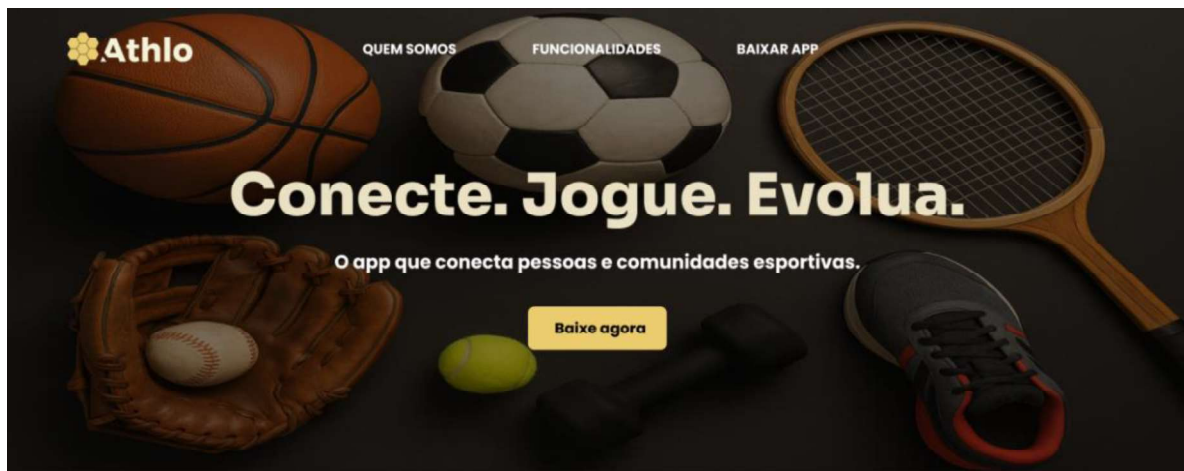 Athlo
QUEM SOMOS
FUNCIONALIDADES
BAIXAR APP
Conecte. Jogue. Evolua.
O app que conecta pessoas e comunidades esportivas.
Baixe agora